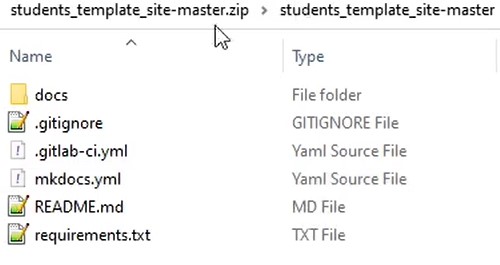 students_template_site-master.zip > students_template_site-master
Name Type
docs File folder
.gitignore GITIGNORE File
.gitlab-ci.yml Yaml Source File
mkdocs.yml Yaml Source File
README.md MD File
requirements.txt TXT File